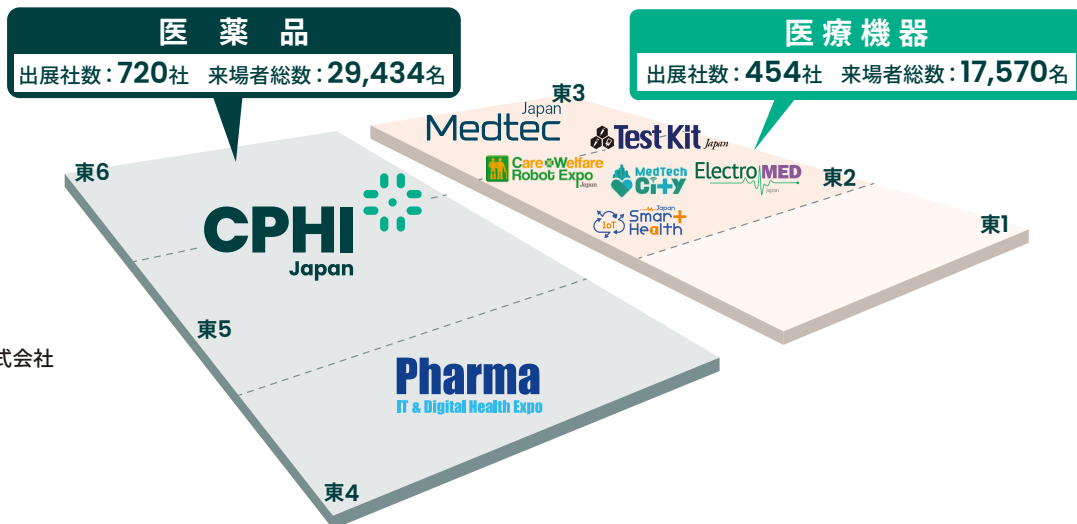 医薬品
出展社数：720社 来場者総数：29,434名
医療機器
出展社数：454社 来場者総数：17,570名
東3
Japan
Medtec
Test Kit Japan
Care Welfare
Robot Expo
Japan
MedTech
City
ElectroMED
Japan
東2
Japan
IoT
Smart
Health
東1
東6
CPHI
Japan
東5
式会社
Pharma
IT & Digital Health Expo
東4